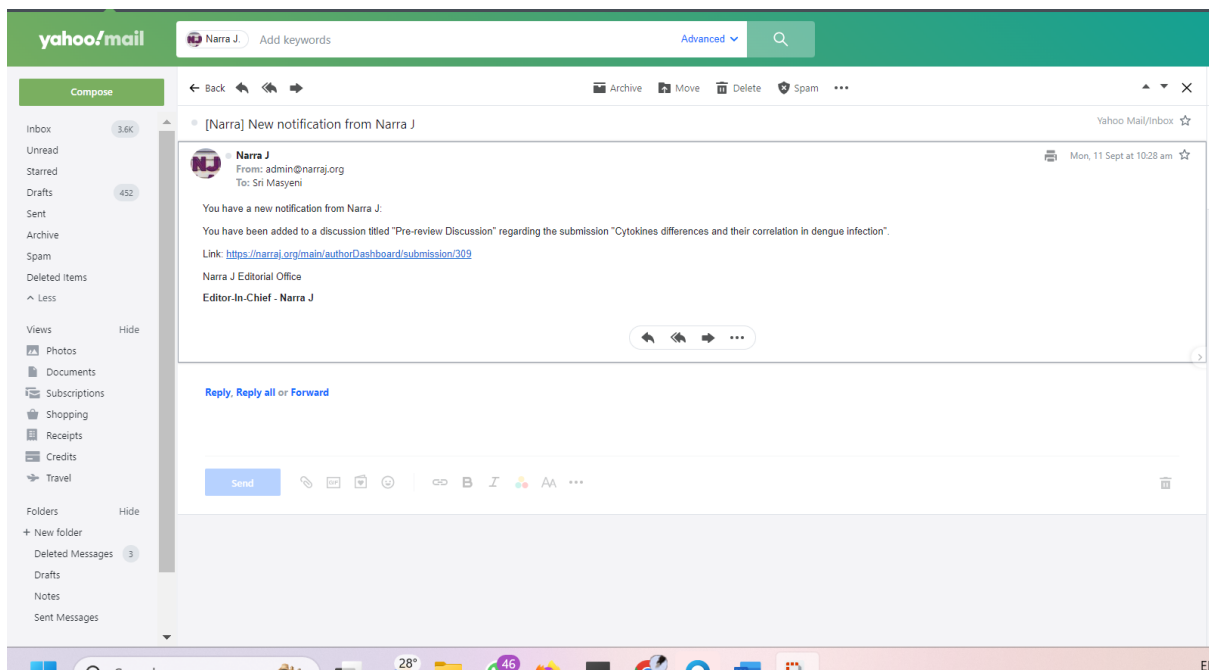 yahoo!mail
Narra J. Add keywords Advanced
Compose
Back Archive Move Delete Spam
Inbox 3.6K
Unread
Starred
Drafts 452
Sent
Archive
Spam
Deleted Items
Less
Views Hide
Photos
Documents
Subscriptions
Shopping
Receipts
Credits
Travel
Folders Hide
+ New folder
Deleted Messages 3
Drafts
Notes
Sent Messages
[Narra] New notification from Narra J Yahoo Mail/Inbox
NJ
Narra J Mon, 11 Sept at 10:28 am
From: admin@narraj.org
To: Sri Masyeni
You have a new notification from Narra J:
You have been added to a discussion titled "Pre-review Discussion" regarding the submission "Cytokines differences and their correlation in dengue infection".
Link: https://narraj.org/main/authorDashboard/submission/309
Narra J Editorial Office
Editor-In-Chief - Narra J
Reply, Reply all or Forward
Send GIF B I AA
28° 46